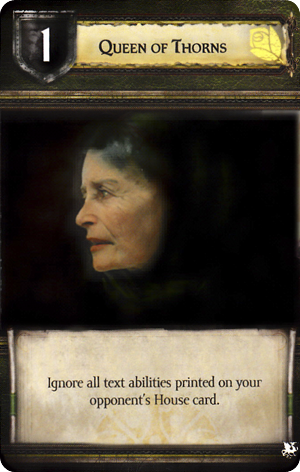 1
Queen of Thorns
Ignore all text abilities printed on your
opponent's House card.